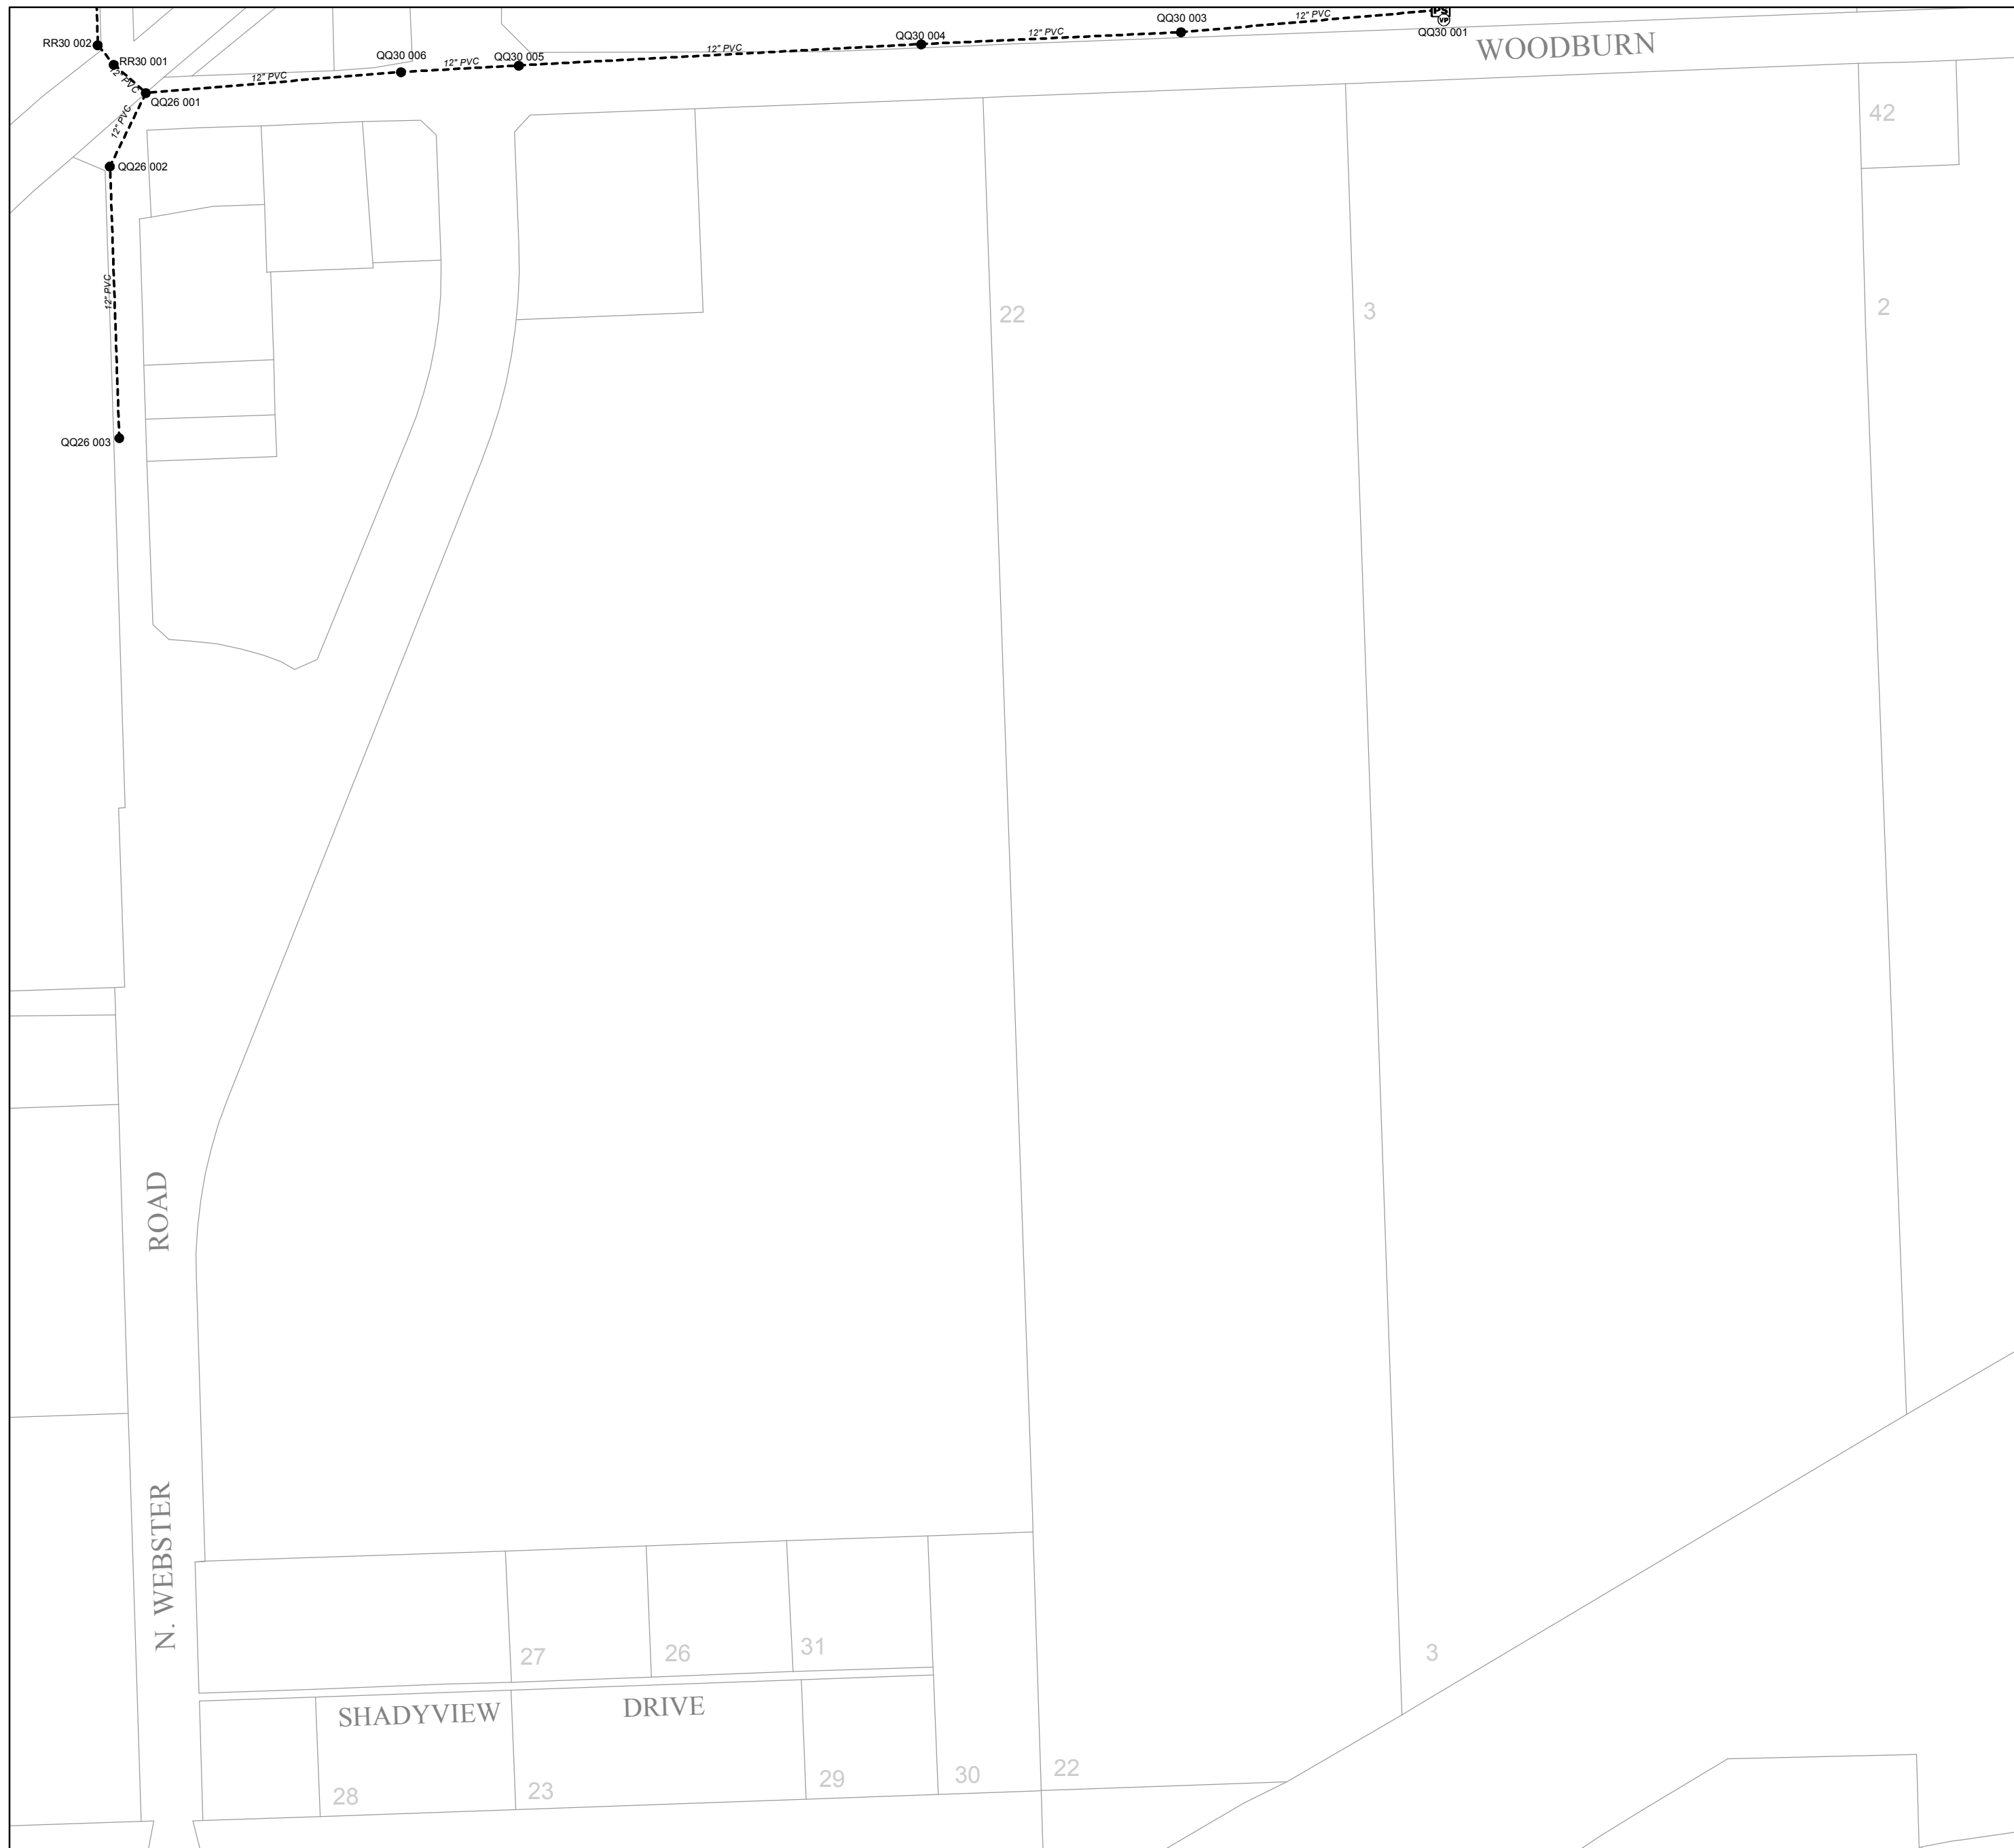 PS
VP
QQ30 001
12" PVC
QQ30 003
12" PVC
QQ30 004
12" PVC
QQ30 005
12" PVC
QQ30 006
12" PVC
RR30 002
RR30 001
12" PVC
QQ26 001
12" PVC
QQ26 002
12" PVC
QQ26 003
WOODBURN
42
22
3
2
ROAD
N. WEBSTER
27
26
31
3
SHADYVIEW DRIVE
28
23
29
30
22